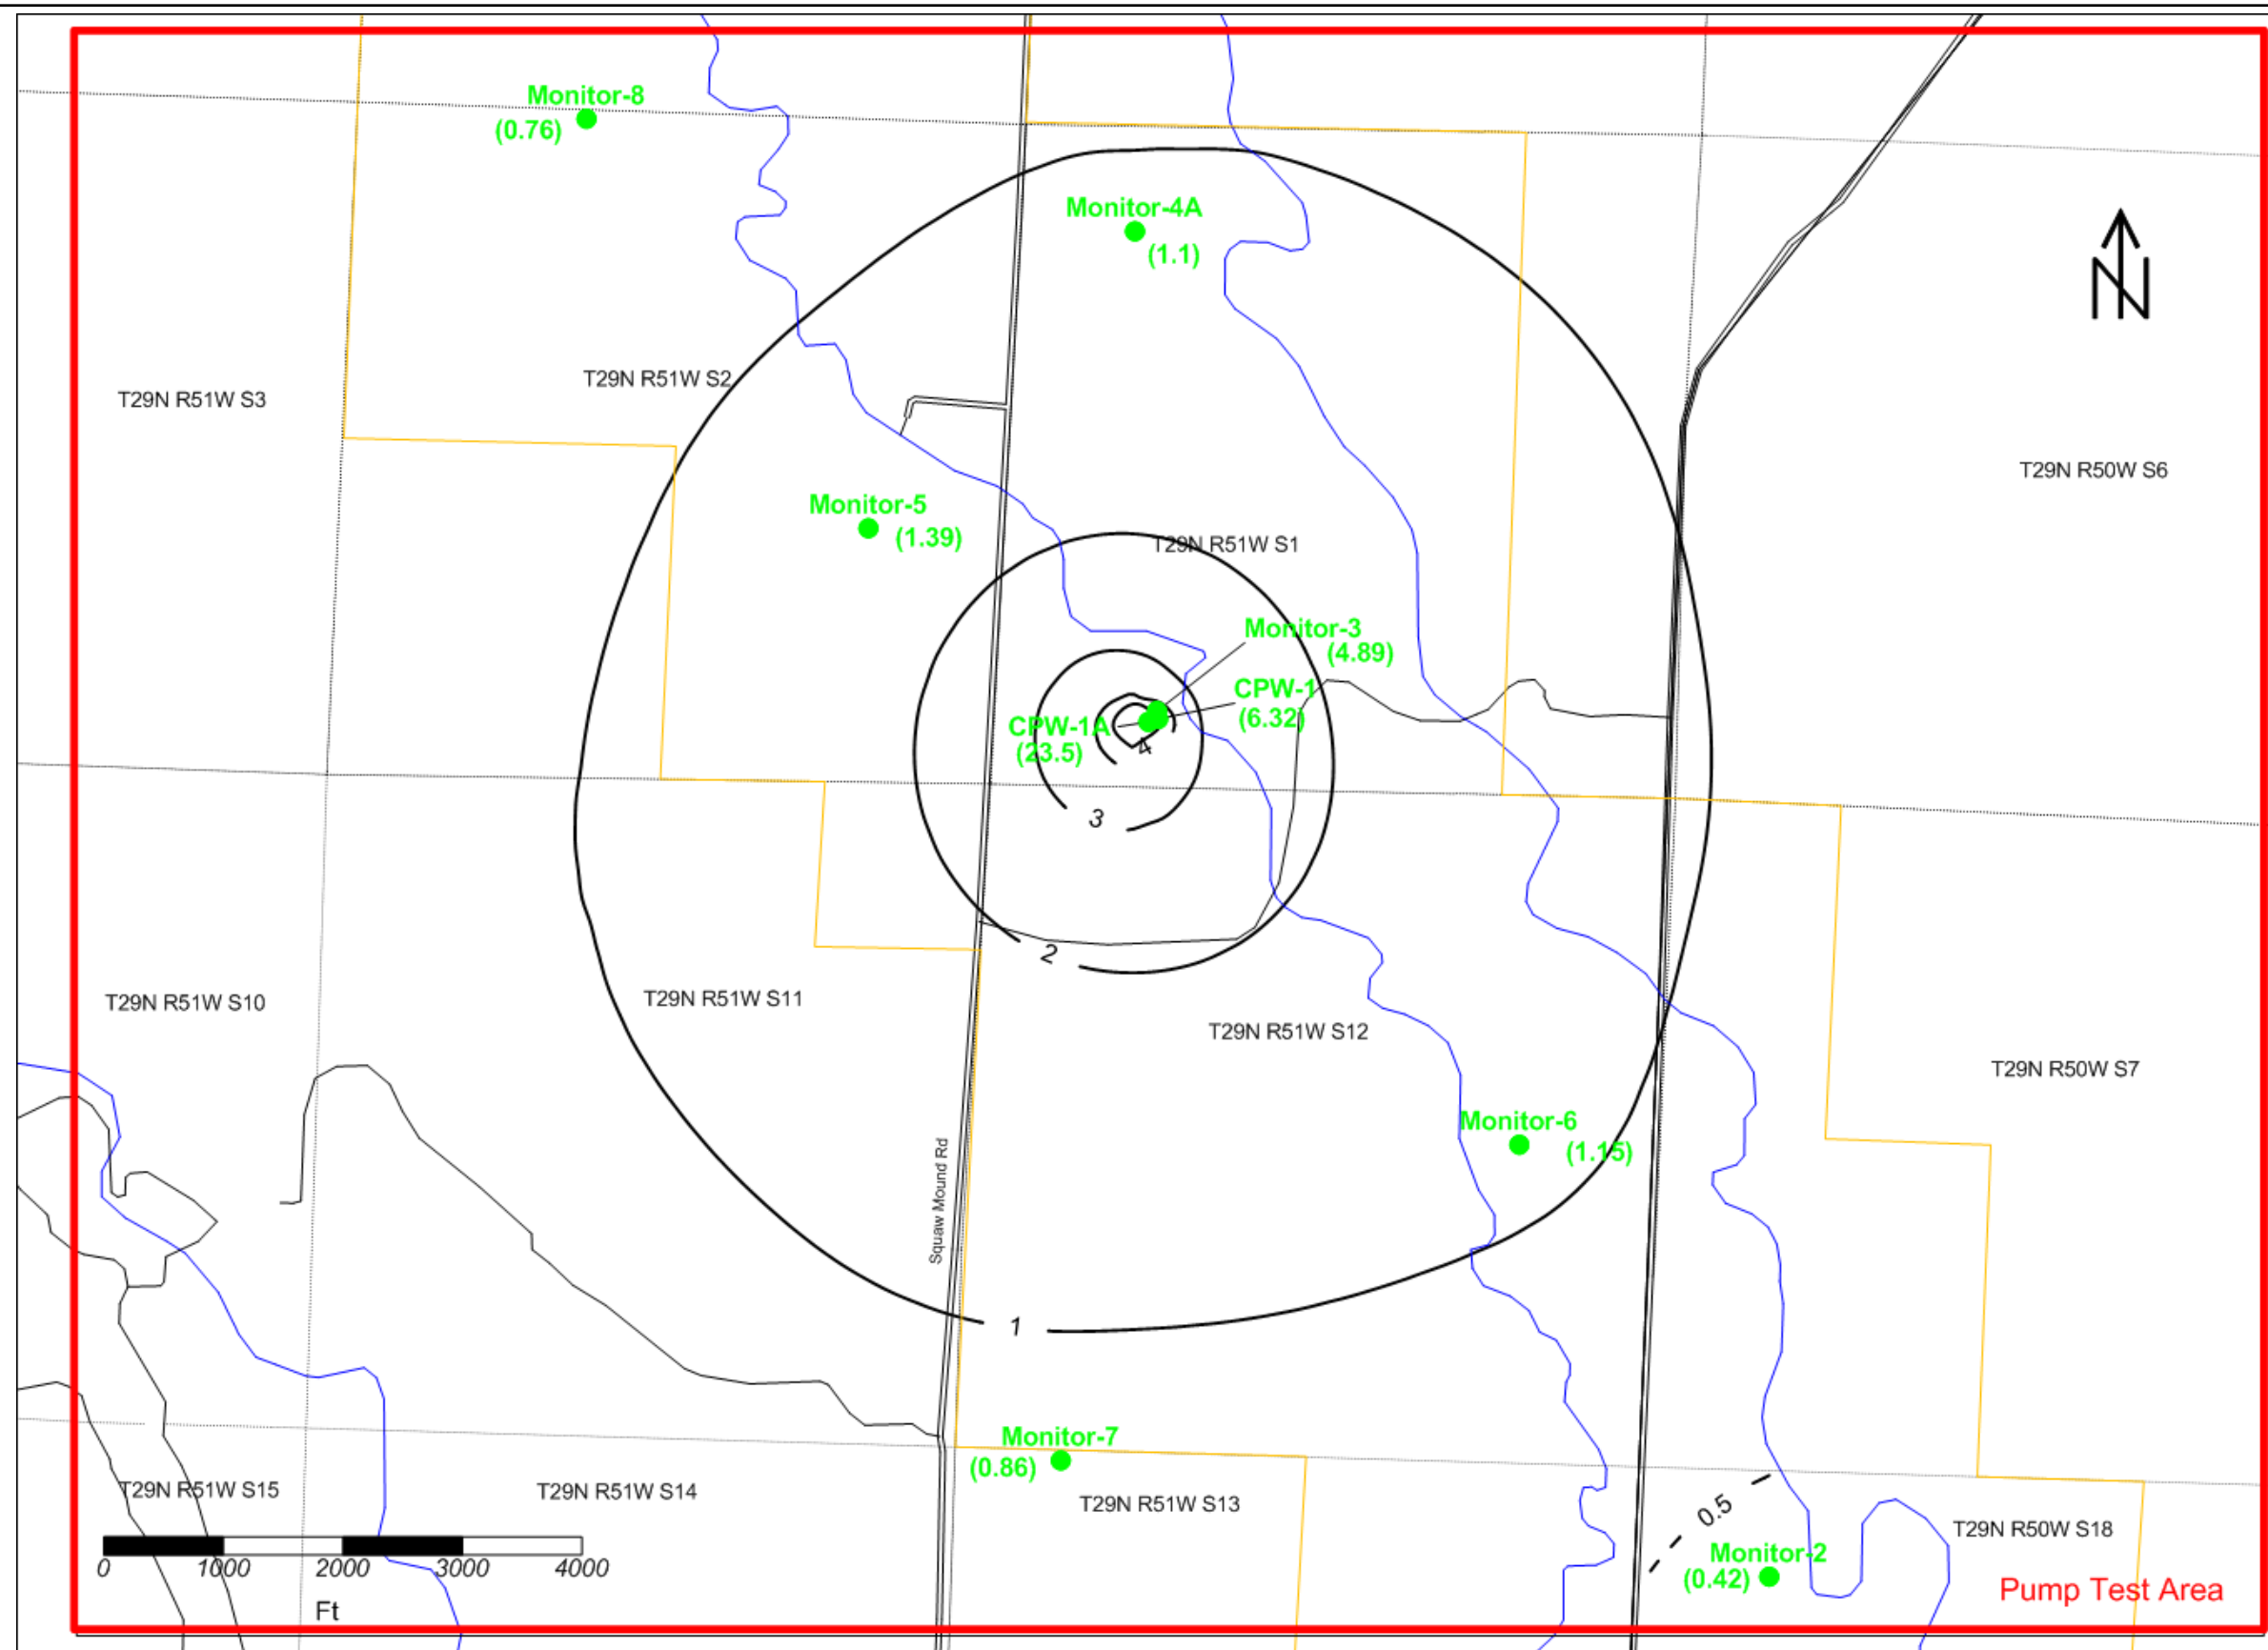 Monitor-8
(0.76)
Monitor-4A
(1.1)
N
T29N R51W S2
T29N R51W S3
T29N R50W S6
Monitor-5
(1.39)
T29N R51W S1
Monitor-3
(4.89)
CPW-1
(6.32)
CPW-1A
(23.5)
4
3
2
T29N R51W S10
T29N R51W S11
T29N R51W S12
T29N R50W S7
Monitor-6
(1.15)
Squaw Mound Rd
1
Monitor-7
(0.86)
T29N R51W S15
T29N R51W S14
T29N R51W S13
0.5
T29N R50W S18
Monitor-2
(0.42)
0 1000 2000 3000 4000
Ft
Pump Test Area